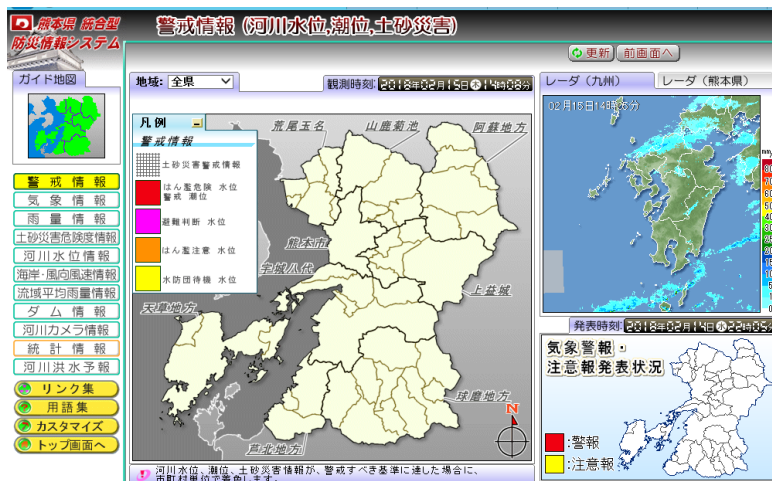 熊本県 統合型
防災情報システム
警戒情報 (河川水位,潮位,土砂災害)
更新
前画面へ
ガイド地図
警戒情報
気象情報
雨量情報
土砂災害危険度情報
河川水位情報
海岸・風向風速情報
流域平均雨量情報
ダム情報
河川カメラ情報
統計情報
河川洪水予報
リンク集
用語集
カスタマイズ
トップ画面へ
地域: 全県
観測時刻: 2018年02月15日 木 14時08分
凡例
警戒情報
土砂災害警戒情報
はん濫危険 水位
警戒 潮位
避難判断 水位
はん濫注意 水位
水防団待機 水位
荒尾玉名
山鹿菊池
阿蘇地方
熊本市
宇城八代
上益城
天草地方
球磨地方
芦北地方
N
河川水位、潮位、土砂災害情報が、警戒すべき基準に達した場合に、
市町村単位で着色します。
レーダ (九州)
レーダ (熊本県)
02月15日14時05分
発表時刻: 2018年02月14日 水 22時05分
気象警報・
注意報発表状況
:警報
:注意報